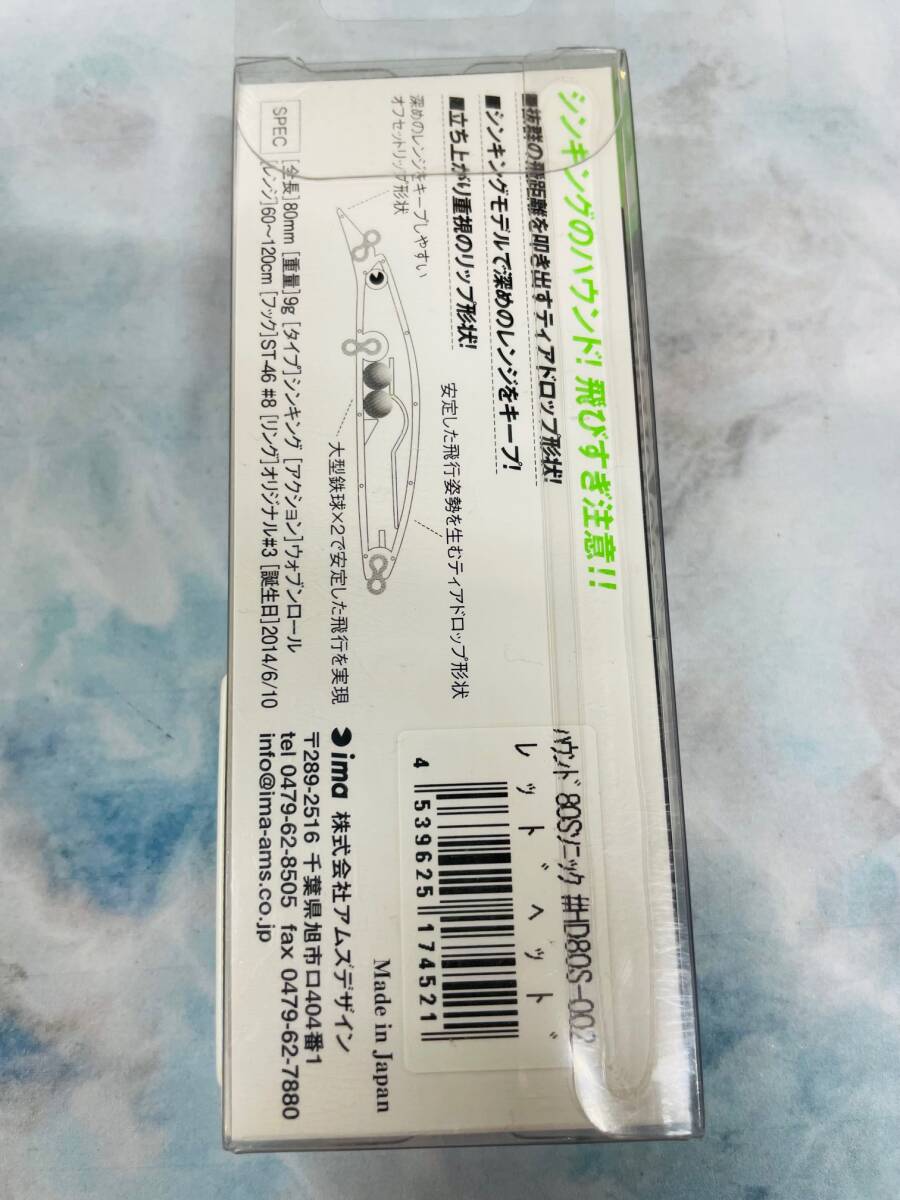 シンキングのハウンド! 飛びすぎ注意!!
■抜群の飛距離を叩き出すティアドロップ形状!
■シンキングモデルで深めのレンジをキープ!
■立ち上がり重視のリップ形状!
安定した飛行姿勢を生むティアドロップ形状
深めのレンジをキープしやすい
オフセットリップ形状
大型鉄球×2で安定した飛行を実現
SPEC
[全長]80mm [重量]9g [タイプ]シンキング [アクション]ウォブンロール
[レンジ]60〜120cm [フック]ST-46 #8 [リング]オリジナル#3 [誕生日]2014/6/10
ハウンド 80Sソニック #HD80S-002
レッドヘッド
4 539625 174521
Made in Japan
ima 株式会社アムズデザイン
〒289-2516 千葉県旭市ロ404番1
tel 0479-62-8505 fax 0479-62-7880
info@ima-ams.co.jp